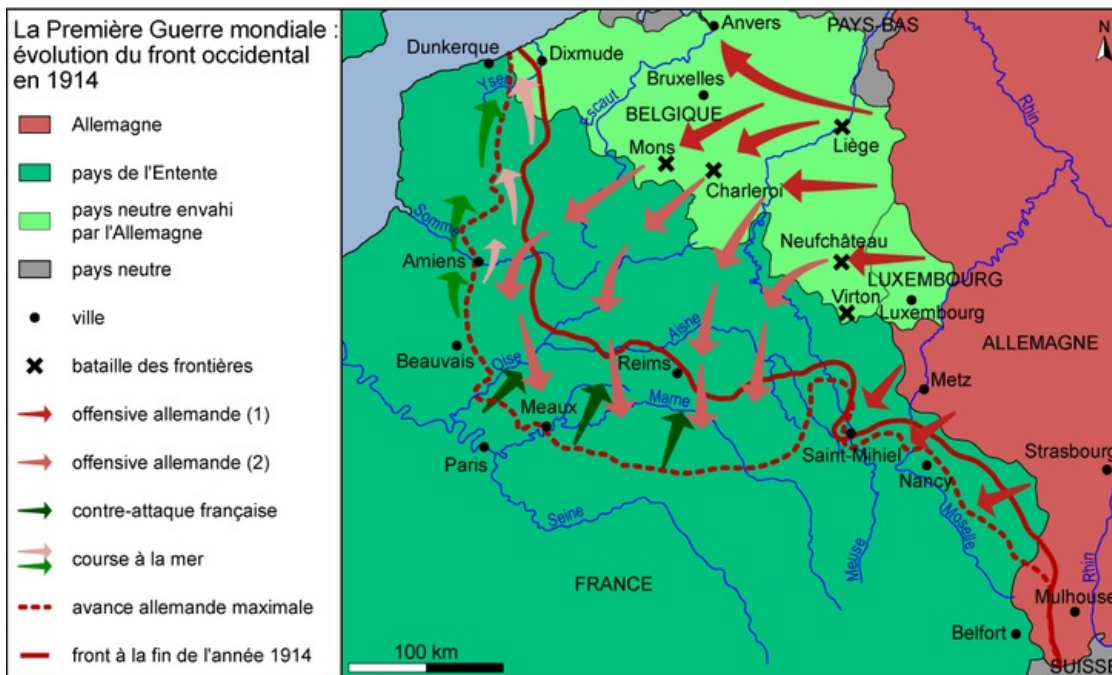 La Première Guerre mondiale :
évolution du front occidental
en 1914
Allemagne
pays de l'Entente
pays neutre envahi
par l'Allemagne
pays neutre
ville
bataille des frontières
offensive allemande (1)
offensive allemande (2)
contre-attaque française
course à la mer
avance allemande maximale
front à la fin de l'année 1914
Anvers
PAYS-BAS
N
Dunkerque
Dixmude
Yser
Bruxelles
Escaut
BELGIQUE
Rhin
Mons
Liège
Charleroi
Somme
Neufchâteau
Amiens
LUXEMBOURG
Virton
Luxembourg
Aisne
ALLEMAGNE
Beauvais
Oise
Reims
Metz
Meaux
Marne
Paris
Saint-Mihiel
Strasbourg
Nancy
Seine
Moselle
Meuse
Rhin
FRANCE
Mulhouse
Belfort
100 km
SUISSE